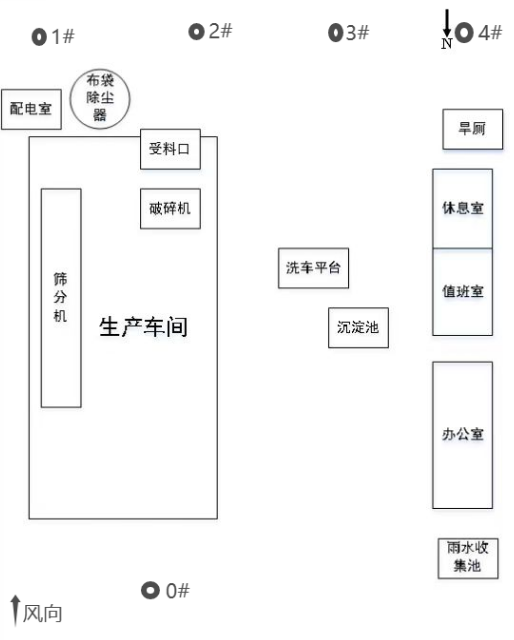 1#
2#
3#
4#
N
配电室
布袋
除尘
器
旱厕
受料口
休息室
破碎机
筛
分
机
洗车平台
值班室
生产车间
沉淀池
办公室
雨水收
集池
0#
风向